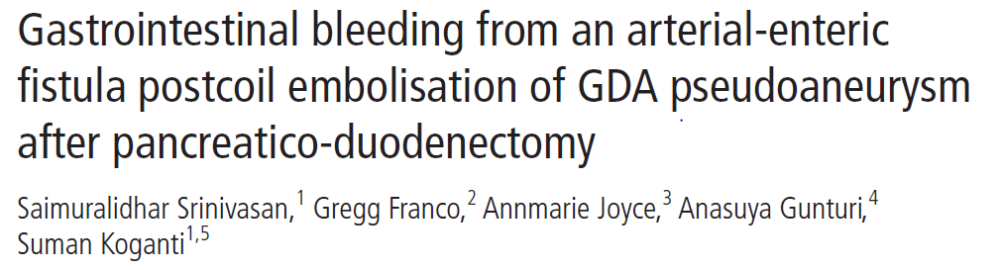 Gastrointestinal bleeding from an arterial-enteric
fistula postcoil embolisation of GDA pseudoaneurysm
after pancreatico-duodenectomy
Saimuralidhar Srinivasan,1 Gregg Franco,2 Annmarie Joyce,3 Anasuya Gunturi,4
Suman Koganti1,5